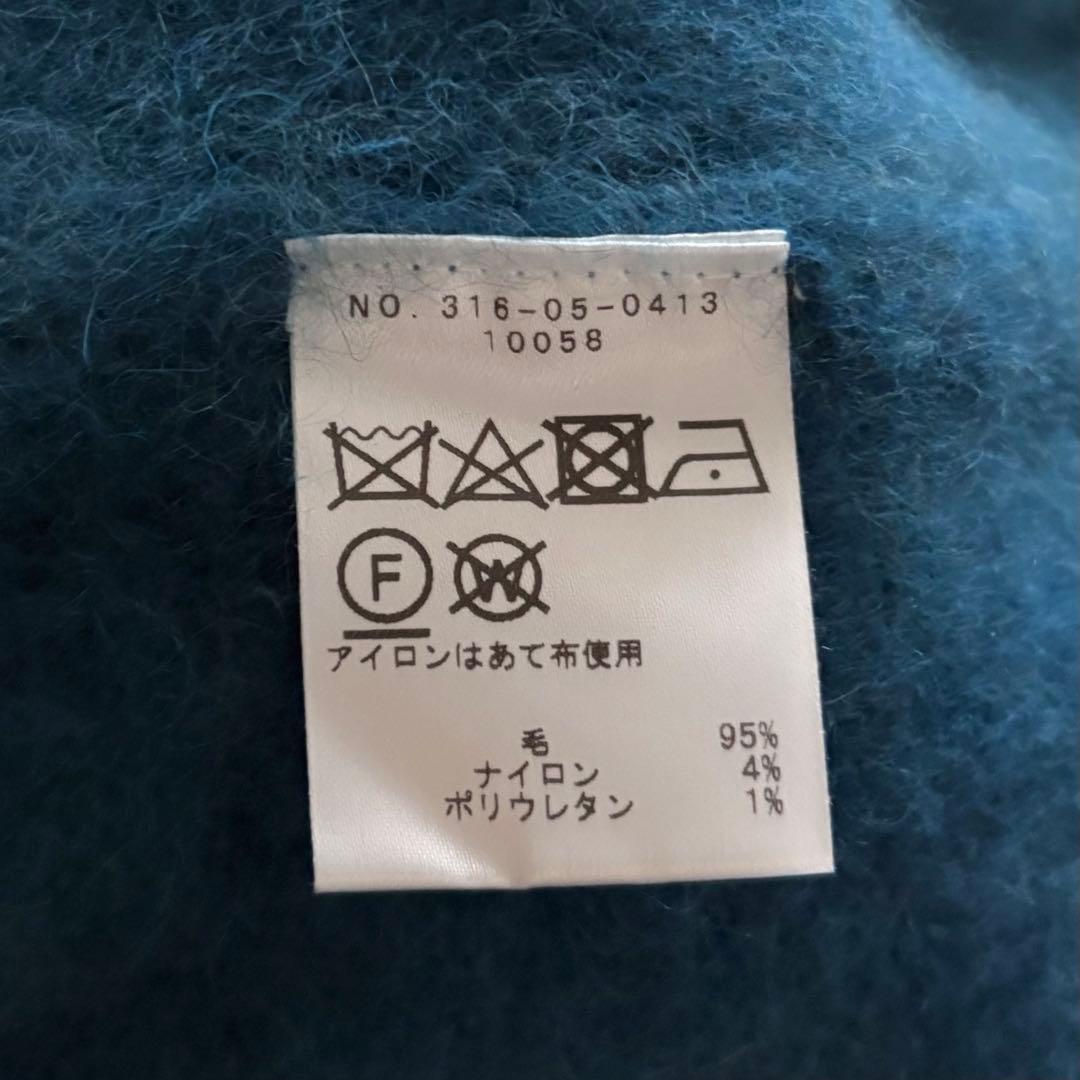 NO. 316-05-0413
10058
F W
アイロンはあて布使用
毛 95%
ナイロン 4%
ポリウレタン 1%